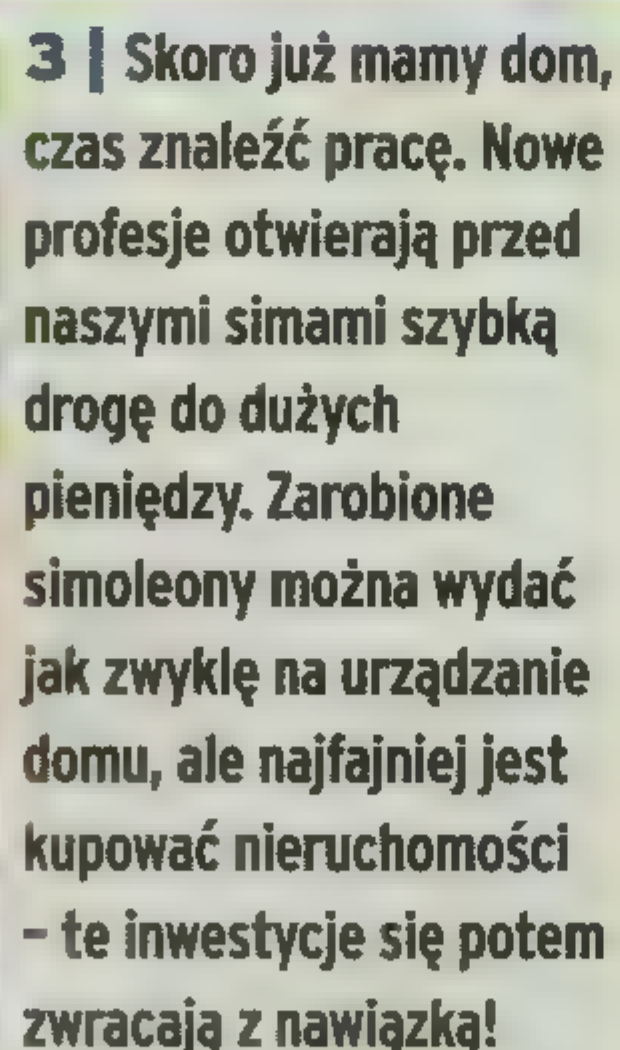 3 | Skoro już mamy dom,
czas znaleźć pracę. Nowe
profesje otwierają przed
naszymi simami szybką
drogę do dużych
pieniędzy. Zarobione
simoleony można wydać
jak zwyklę na urządzanie
domu, ale najfajniej jest
kupować nieruchomości
– te inwestycje się potem
zwracają z nawiązką!